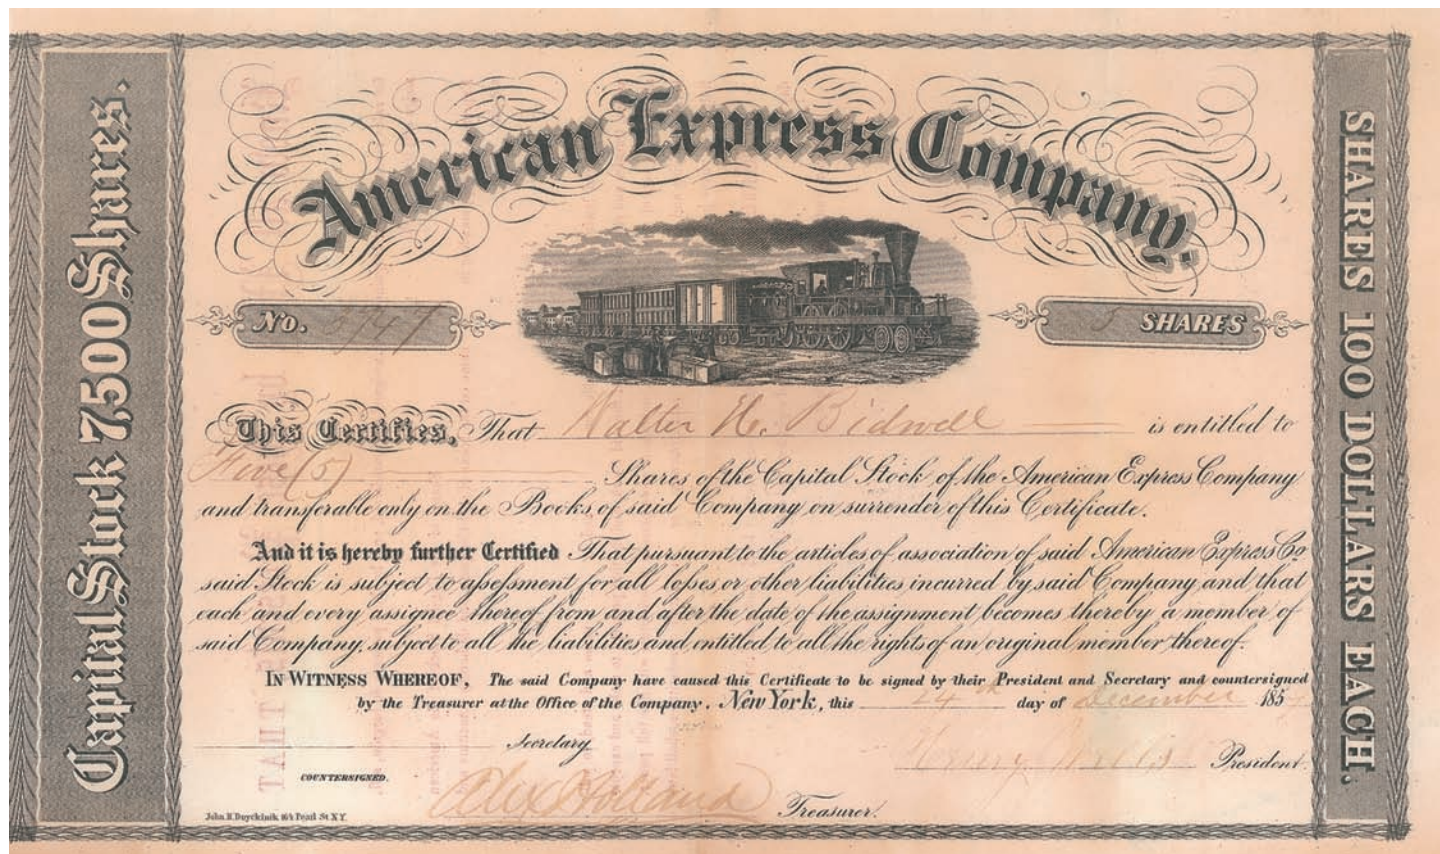 American Express Company.
No. 3747
5 SHARES
Capital Stock 7,500 Shares.
SHARES 100 DOLLARS EACH.
This Certifies, That Walter H. Bidwell is entitled to
Five (5) Shares of the Capital Stock of the American Express Company
and transferable only on the Books of said Company on surrender of this Certificate.
And it is hereby further Certified That pursuant to the articles of association of said American Express Co
said Stock is subject to assessment for all losses or other liabilities incurred by said Company and that
each and every assignee thereof from and after the date of the assignment becomes thereby a member of
said Company, subject to all the liabilities and entitled to all the rights of an original member thereof.
IN WITNESS WHEREOF, The said Company have caused this Certificate to be signed by their President and Secretary and countersigned
by the Treasurer at the Office of the Company. New York, this 24th day of December 185
Secretary
Henry Wells President.
COUNTERSIGNED.
Alex Holland Treasurer.
John B. Duyckink 164 Pearl St N.Y.